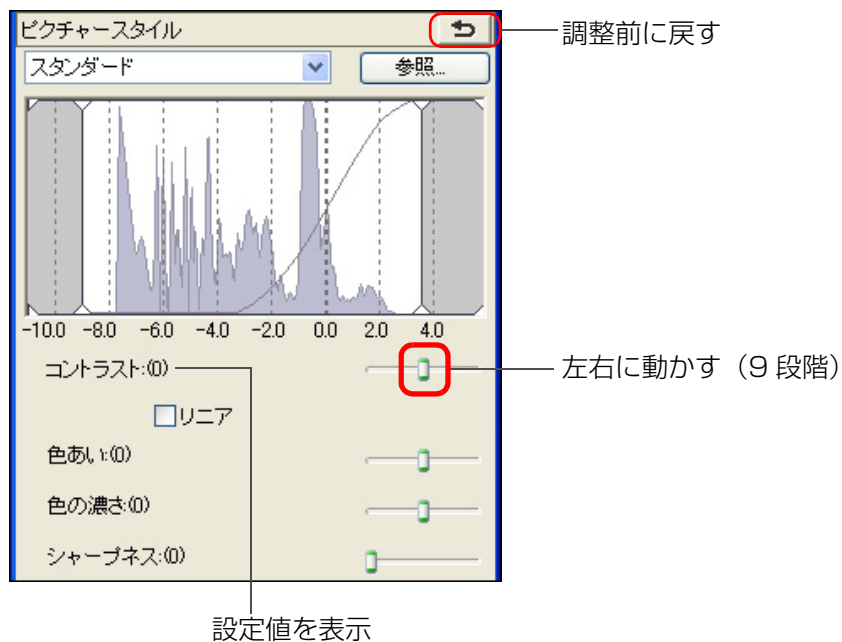 ピクチャースタイル
調整前に戻す
スタンダード
参照...
-10.0 -8.0 -6.0 -4.0 -2.0 0.0 2.0 4.0
コントラスト:(0)
左右に動かす（9 段階）
リニア
色あい:(0)
色の濃さ:(0)
シャープネス:(0)
設定値を表示